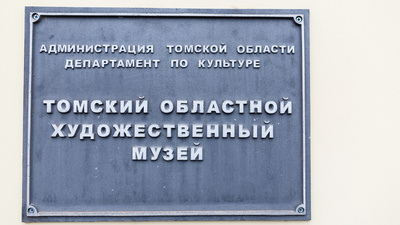 АДМИНИСТРАЦИЯ ТОМСКОЙ ОБЛАСТИ
ДЕПАРТАМЕНТ ПО КУЛЬТУРЕ
ТОМСКИЙ ОБЛАСТНОЙ
ХУДОЖЕСТВЕННЫЙ
МУЗЕЙ